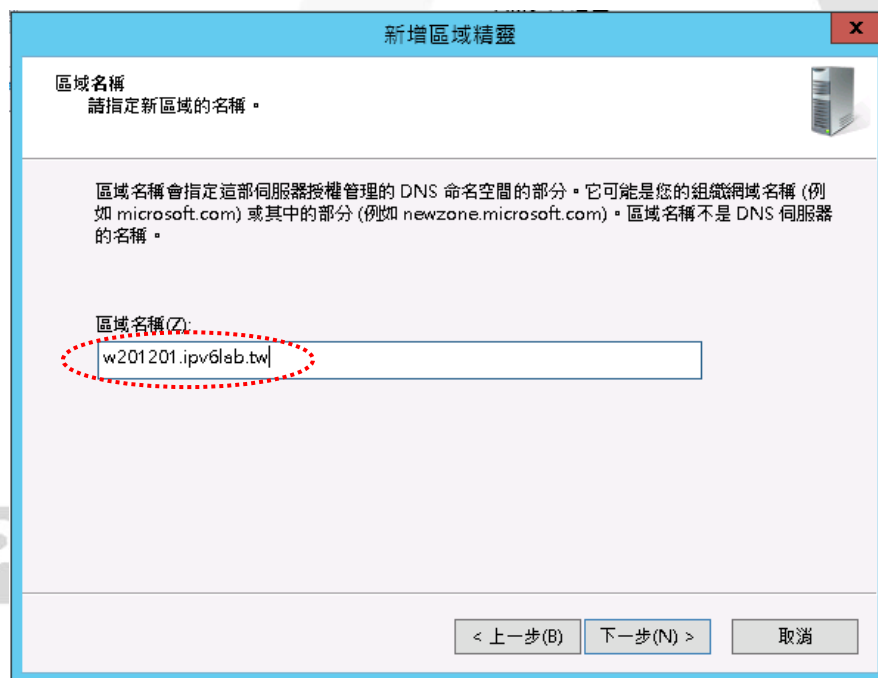 新增區域精靈
x
區域名稱
請指定新區域的名稱。
區域名稱會指定這部伺服器授權管理的 DNS 命名空間的部分。它可能是您的組織網域名稱 (例
如 microsoft.com) 或其中的部分 (例如 newzone.microsoft.com)。區域名稱不是 DNS 伺服器
的名稱。
區域名稱(Z):
w201201.ipv6lab.tw
< 上一步(B)
下一步(N) >
取消